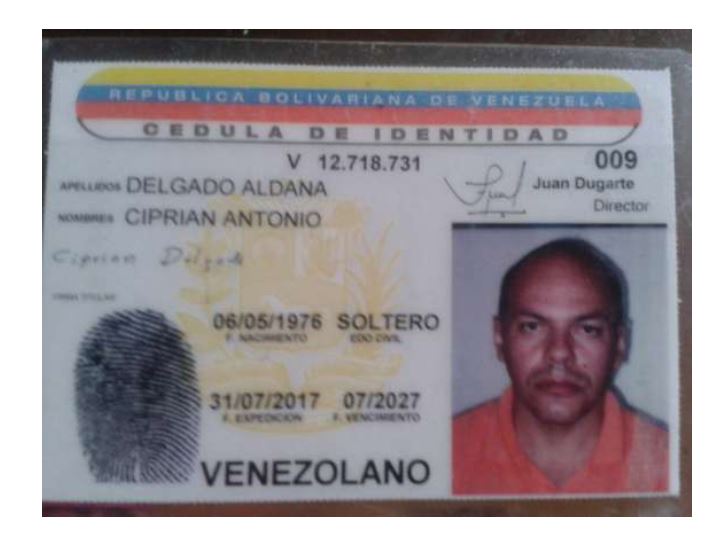 REPUBLICA BOLIVARIANA DE VENEZUELA
CEDULA DE IDENTIDAD
V 12.718.731
009
APELLIDOS DELGADO ALDANA
Juan Dugarte
Director
NOMBRES CIPRIAN ANTONIO
Ciprian Delgado
FIRMA TITULAR
06/05/1976 SOLTERO
F. NACIMIENTO EDO CIVIL
31/07/2017 07/2027
F. EXPEDICION F. VENCIMIENTO
VENEZOLANO